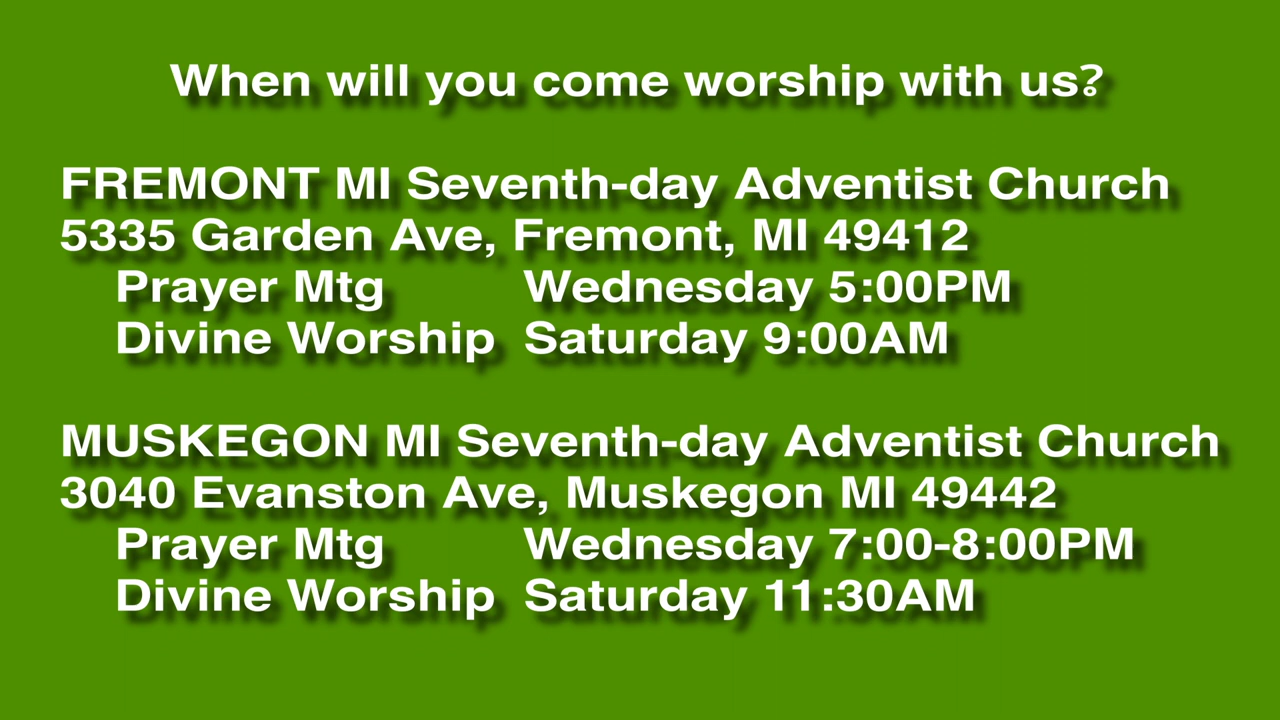 When will you come worship with us?
FREMONT MI Seventh-day Adventist Church
5335 Garden Ave, Fremont, MI 49412
Prayer Mtg Wednesday 5:00PM
Divine Worship Saturday 9:00AM
MUSKEGON MI Seventh-day Adventist Church
3040 Evanston Ave, Muskegon MI 49442
Prayer Mtg Wednesday 7:00-8:00PM
Divine Worship Saturday 11:30AM